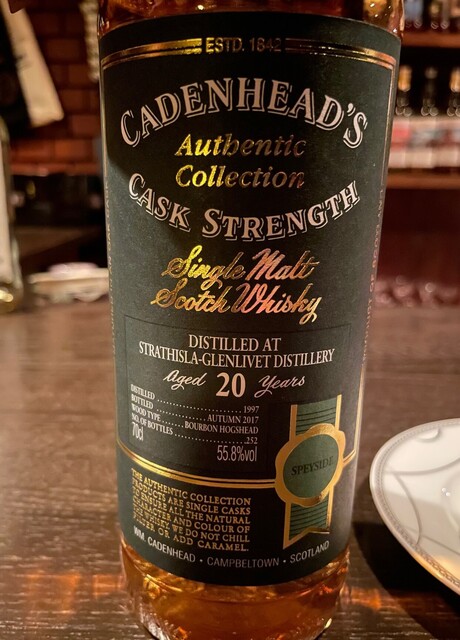 ESTD. 1842
CADENHEAD'S
Authentic
Collection
CASK STRENGTH
Single Malt
Scotch Whisky
DISTILLED AT
STRATHISLA-GLENLIVET DISTILLERY
Aged 20 Years
DISTILLED ........................ 1997
BOTTLED ........................ AUTUMN 2017
WOOD TYPE ............ BOURBON HOGSHEAD
NO. OF BOTTLES ........................ 252
70cl 55.8%vol
SPEYSIDE
THE AUTHENTIC COLLECTION
PRODUCTS ARE SINGLE CASKS
TO ENSURE ALL THE NATURAL
CHARACTER AND COLOUR OF
THE WHISKY WE DO NOT CHILL
FILTER OR ADD CARAMEL.
WM. CADENHEAD • CAMPBELTOWN • SCOTLAND